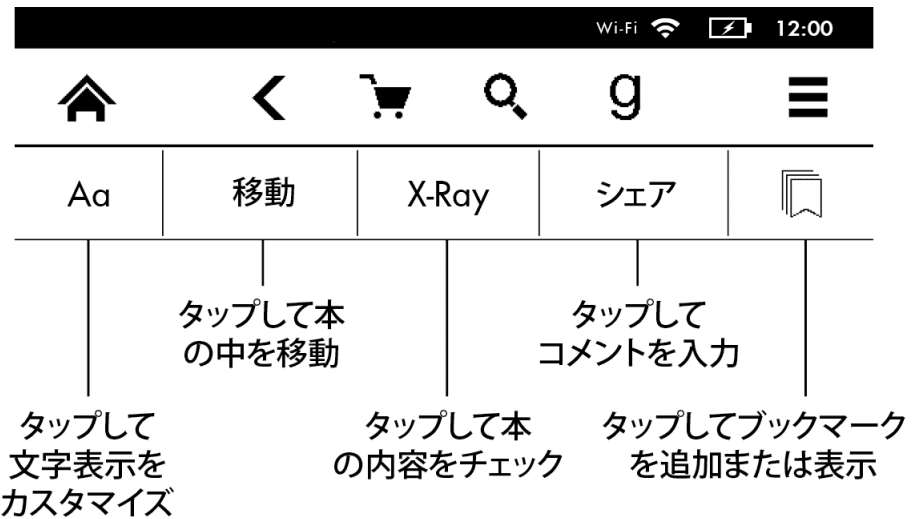 Wi-Fi 12:00
g
Aa 移動 X-Ray シェア
タップして本
の中を移動
タップして
コメントを入力
タップして
文字表示を
カスタマイズ
タップして本
の内容をチェック
タップしてブックマーク
を追加または表示